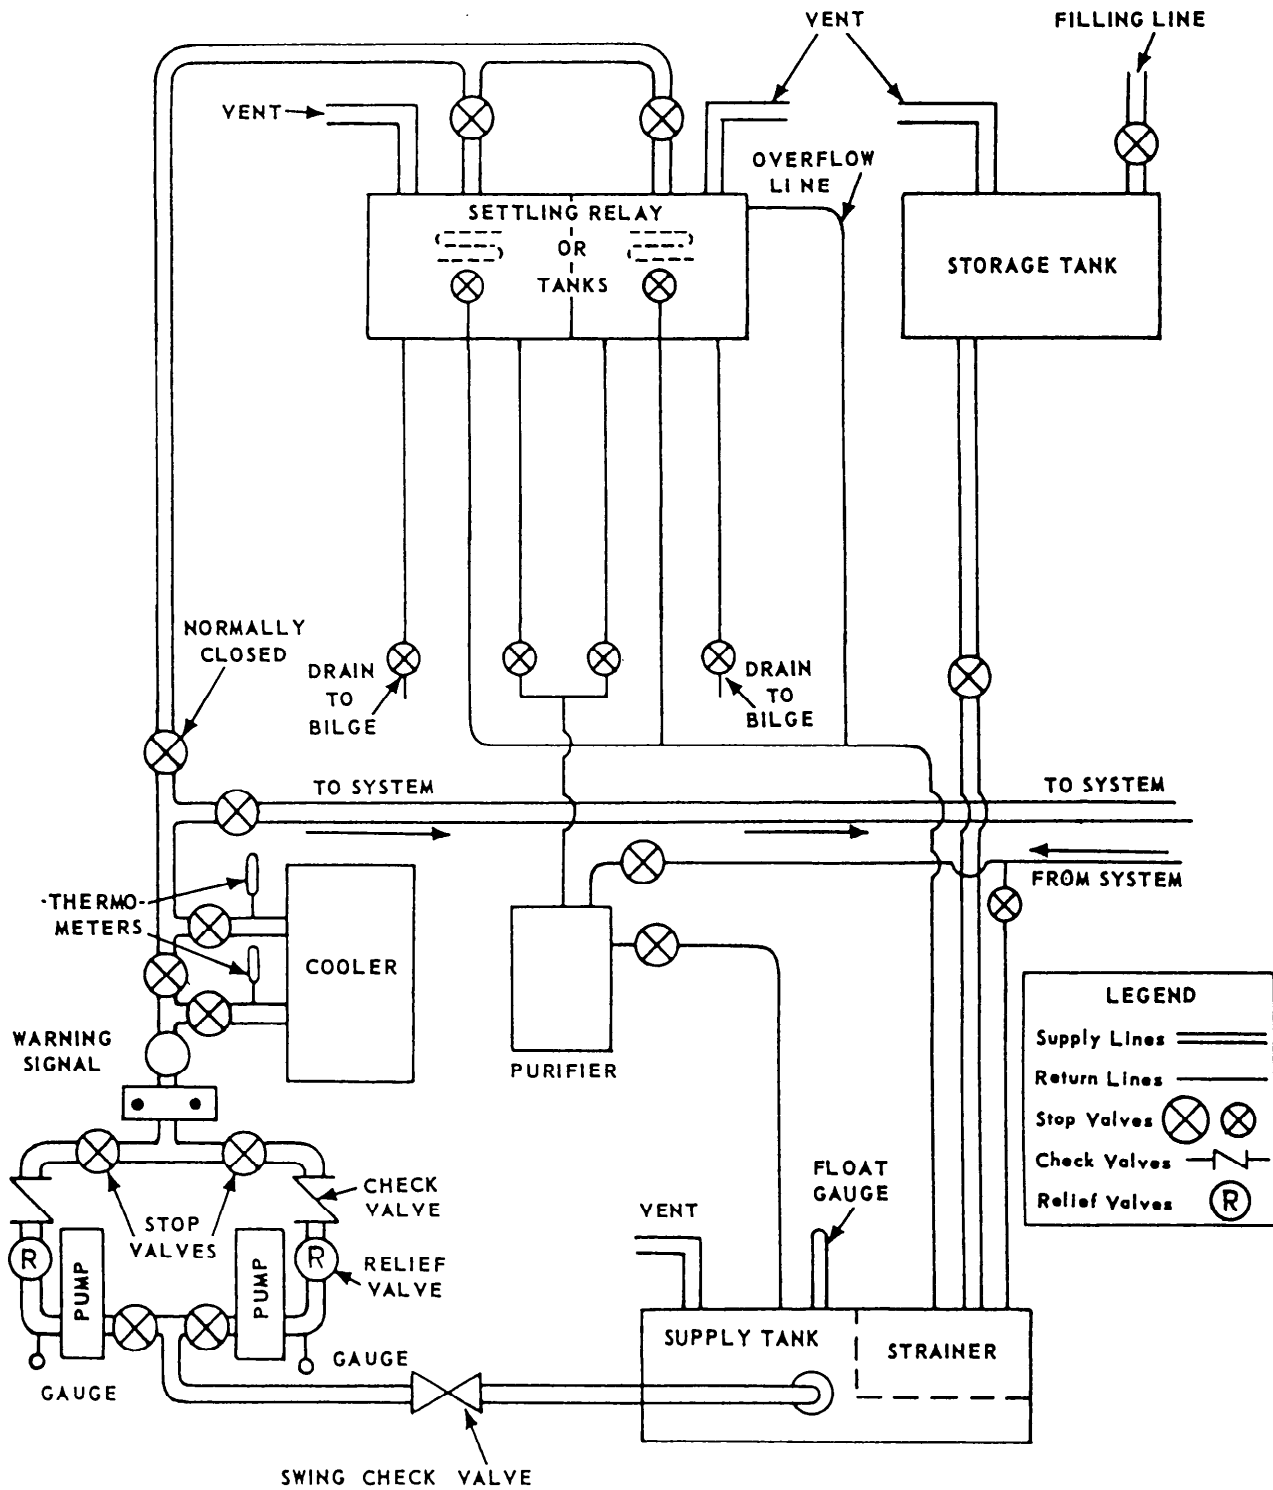 VENT
FILLING LINE
VENT
OVERFLOW
LINE
SETTLING RELAY
OR
TANKS
STORAGE TANK
NORMALLY
CLOSED
DRAIN
TO
BILGE
DRAIN
TO
BILGE
TO SYSTEM
TO SYSTEM
FROM SYSTEM
THERMO-
METERS
COOLER
PURIFIER
WARNING
SIGNAL
LEGEND
Supply Lines
Return Lines
Stop Valves
Check Valves
Relief Valves R
CHECK
VALVE
STOP
VALVES
R
R
RELIEF
VALVE
PUMP
PUMP
GAUGE
GAUGE
VENT
FLOAT
GAUGE
SUPPLY TANK
STRAINER
SWING CHECK VALVE